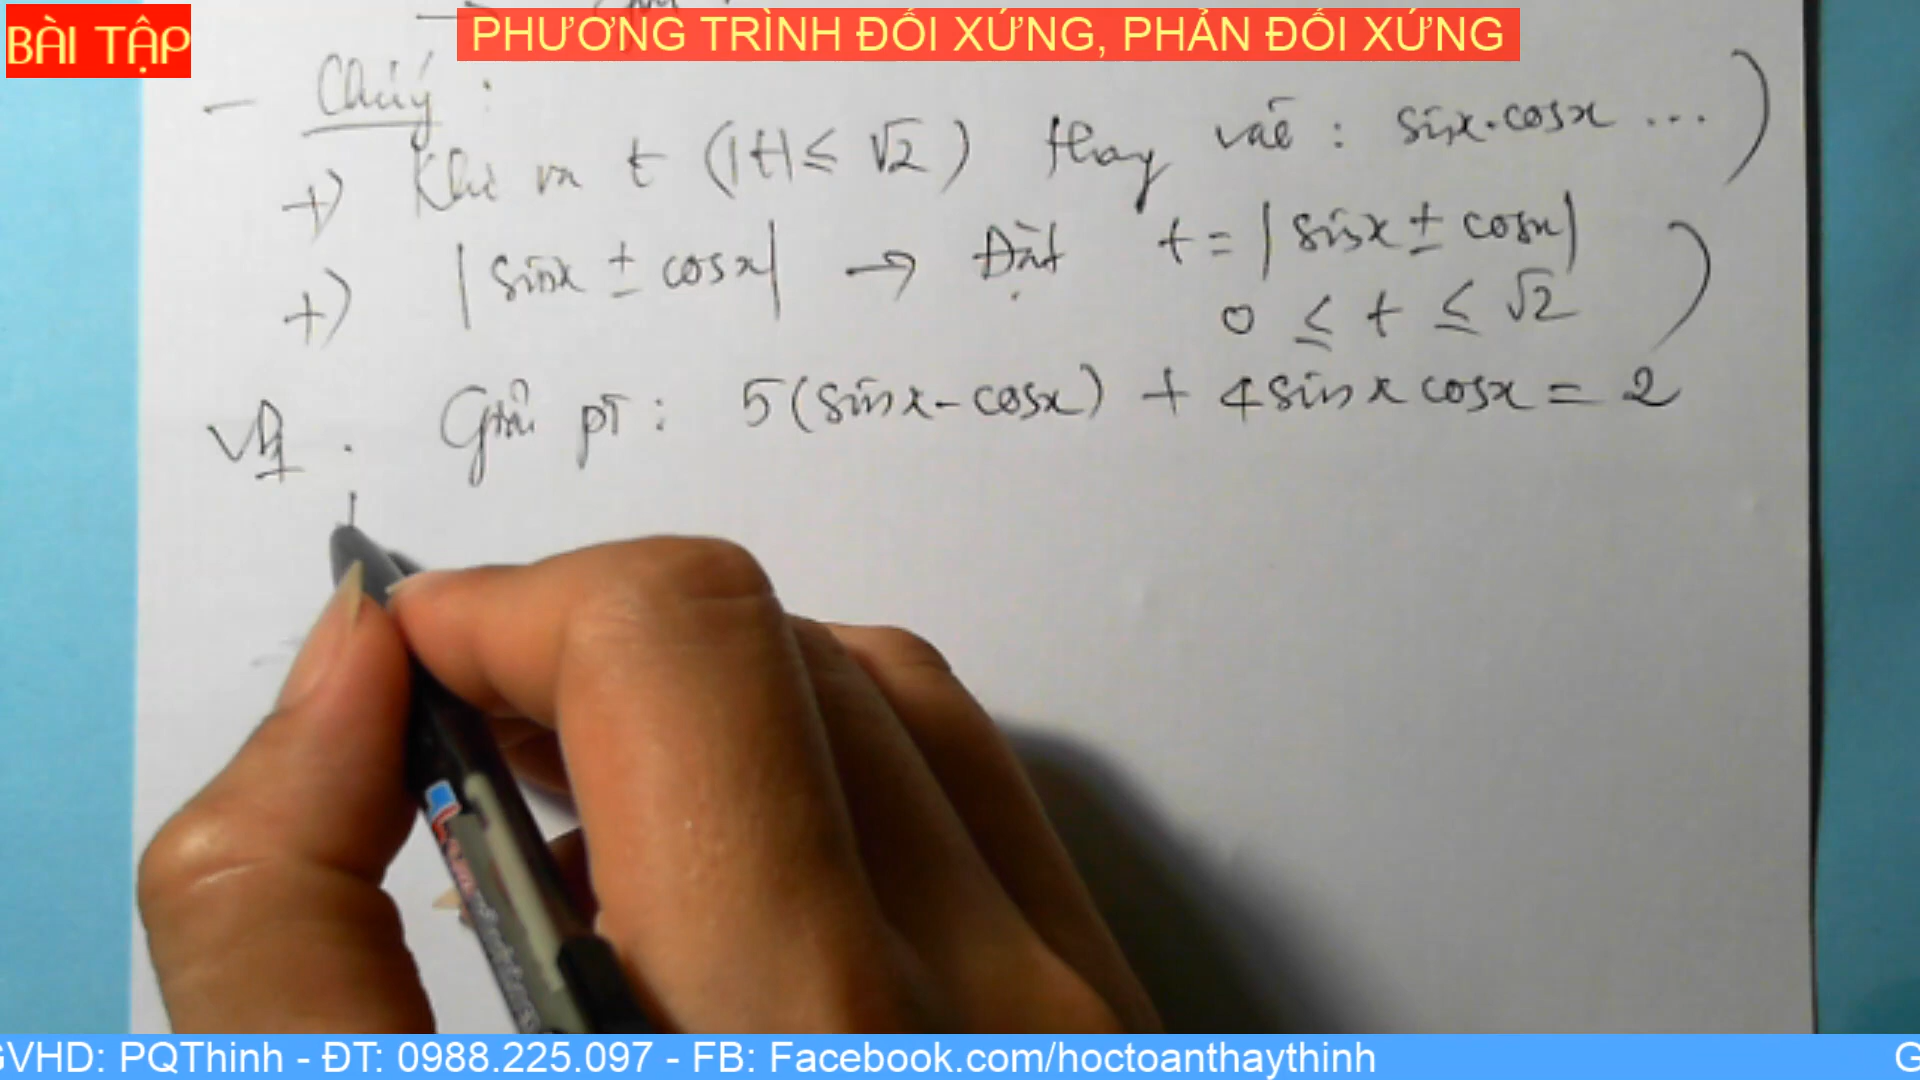 BÀI TẬP
PHƯƠNG TRÌNH ĐỐI XỨNG, PHẢN ĐỐI XỨNG
- Chú ý :
+) Khi ra t (|t| ≤ √2) thay vào : sinx.cosx ... )
+) |sinx ± cosx| → Đặt t = |sinx ± cosx|
0 ≤ t ≤ √2 )
VD . Giải pt : 5(sinx - cosx) + 4sinx cosx = 2
GVHD: PQThinh - ĐT: 0988.225.097 - FB: Facebook.com/hoctoanthaythinh
G